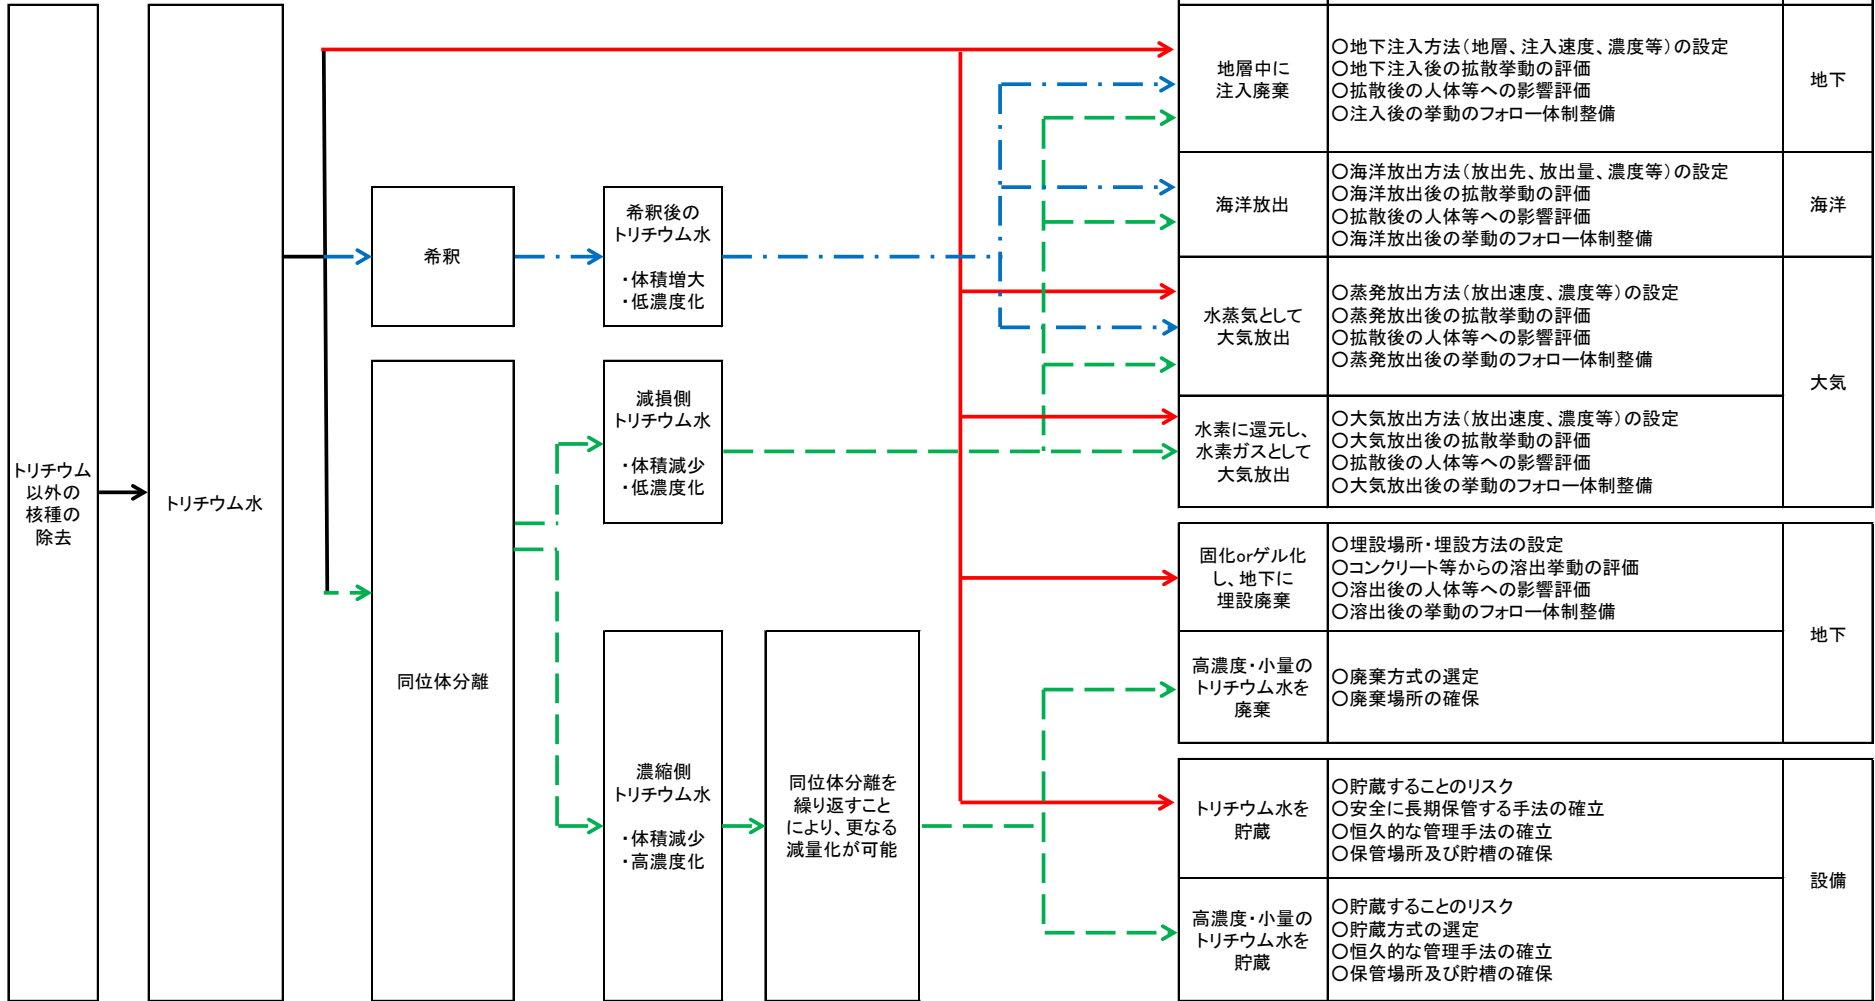 トリチウム
以外の
核種の
除去
トリチウム水
希釈
希釈後の
トリチウム水
・体積増大
・低濃度化
同位体分離
減損側
トリチウム水
・体積減少
・低濃度化
濃縮側
トリチウム水
・体積減少
・高濃度化
同位体分離を
繰り返すこと
により、更なる
減量化が可能
地層中に
注入廃棄
○地下注入方法（地層、注入速度、濃度等）の設定
○地下注入後の拡散挙動の評価
○拡散後の人体等への影響評価
○注入後の挙動のフォロー体制整備
地下
海洋放出
○海洋放出方法（放出先、放出量、濃度等）の設定
○海洋放出後の拡散挙動の評価
○拡散後の人体等への影響評価
○海洋放出後の挙動のフォロー体制整備
海洋
水蒸気として
大気放出
○蒸発放出方法（放出速度、濃度等）の設定
○蒸発放出後の拡散挙動の評価
○拡散後の人体等への影響評価
○蒸発放出後の挙動のフォロー体制整備
大気
水素に還元し、
水素ガスとして
大気放出
○大気放出方法（放出速度、濃度等）の設定
○大気放出後の拡散挙動の評価
○拡散後の人体等への影響評価
○大気放出後の挙動のフォロー体制整備
固化orゲル化
し、地下に
埋設廃棄
○埋設場所・埋設方法の設定
○コンクリート等からの溶出挙動の評価
○溶出後の人体等への影響評価
○溶出後の挙動のフォロー体制整備
地下
高濃度・小量の
トリチウム水を
廃棄
○廃棄方式の選定
○廃棄場所の確保
トリチウム水を
貯蔵
○貯蔵することのリスク
○安全に長期保管する手法の確立
○恒久的な管理手法の確立
○保管場所及び貯槽の確保
設備
高濃度・小量の
トリチウム水を
貯蔵
○貯蔵することのリスク
○貯蔵方式の選定
○恒久的な管理手法の確立
○保管場所及び貯槽の確保